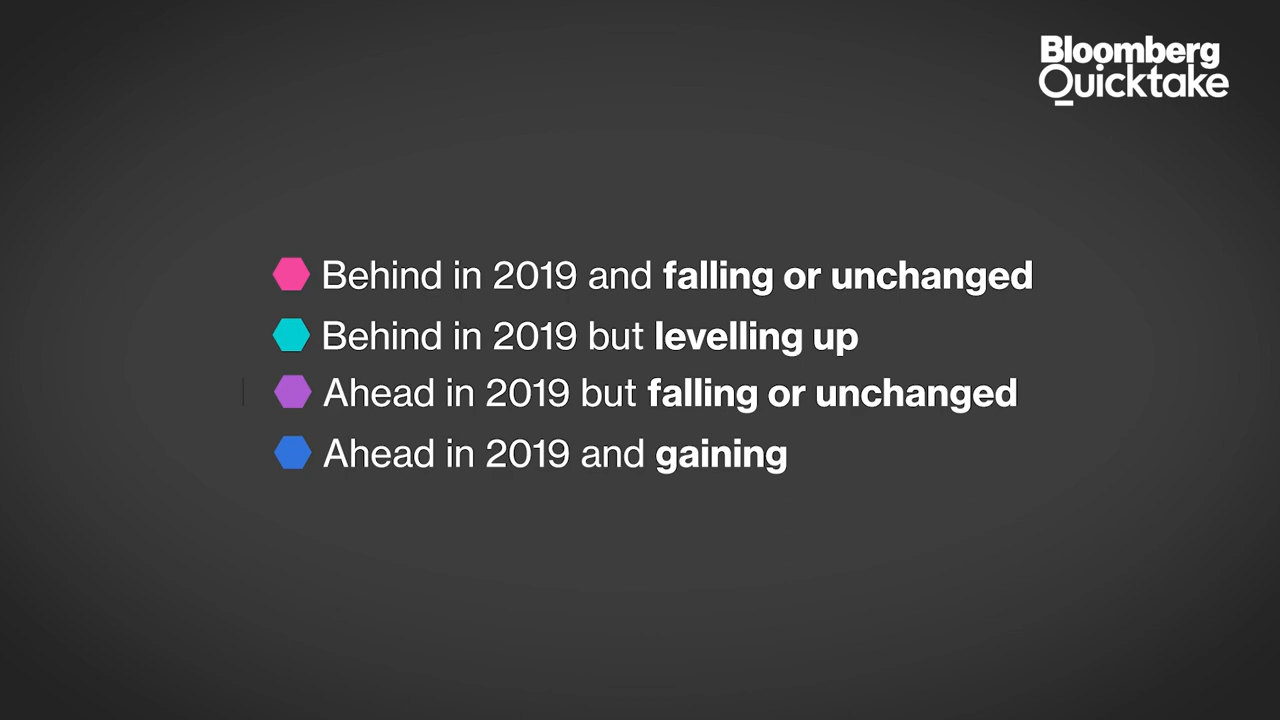 Bloomberg
Quicktake
Behind in 2019 and falling or unchanged
Behind in 2019 but levelling up
Ahead in 2019 but falling or unchanged
Ahead in 2019 and gaining